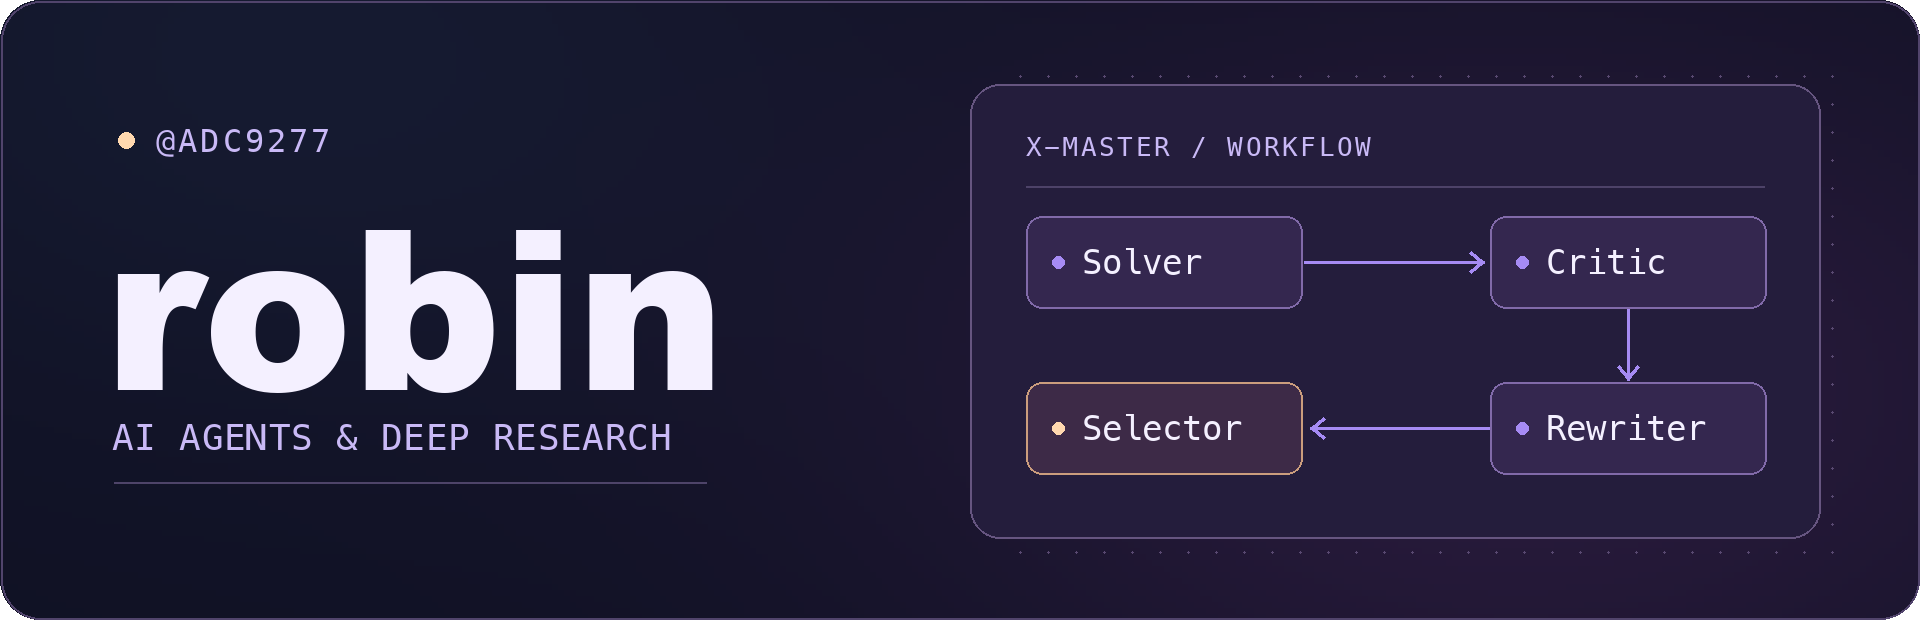 @ADC9277
robin
AI AGENTS & DEEP RESEARCH
X—MASTER / WORKFLOW
Solver
Critic
Selector
Rewriter